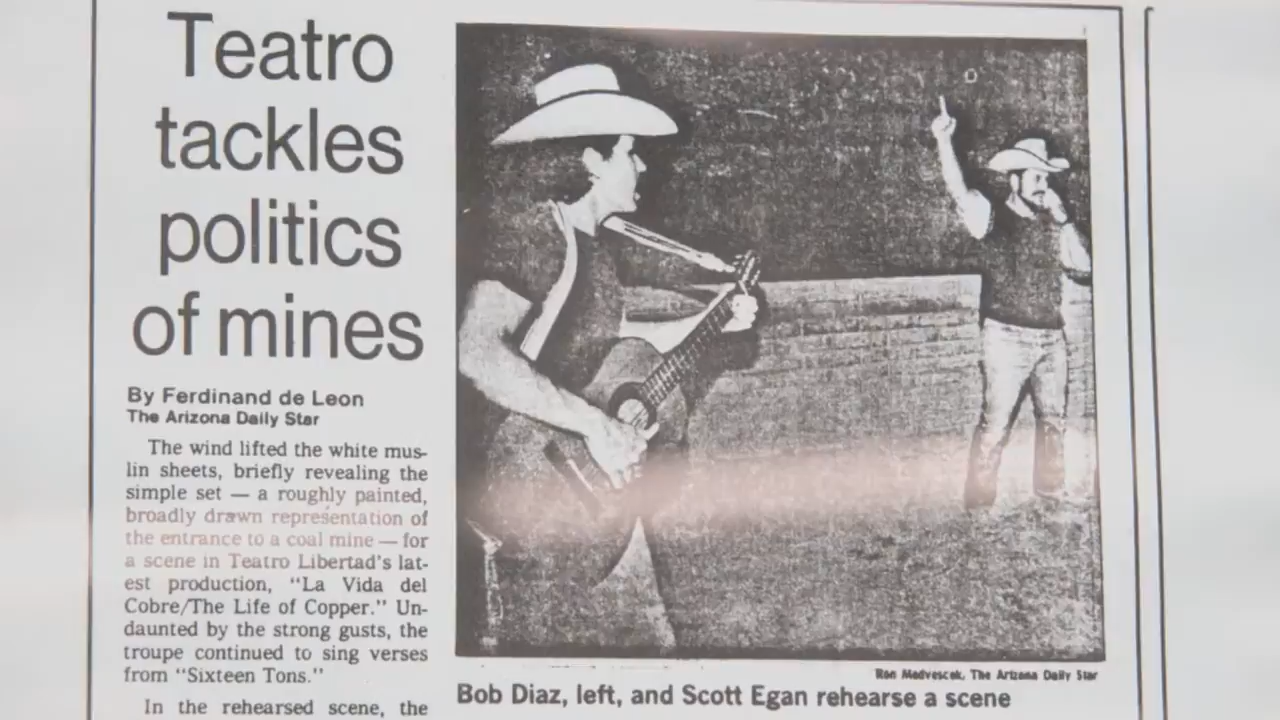 Teatro
tackles
politics
of mines
By Ferdinand de Leon
The Arizona Daily Star
The wind lifted the white mus-
lin sheets, briefly revealing the
simple set — a roughly painted,
broadly drawn representation of
the entrance to a coal mine — for
a scene in Teatro Libertad's lat-
est production, "La Vida del
Cobre/The Life of Copper." Un-
daunted by the strong gusts, the
troupe continued to sing verses
from "Sixteen Tons."
In the rehearsed scene, the
Ron Medvescek, The Arizona Daily Star
Bob Diaz, left, and Scott Egan rehearse a scene